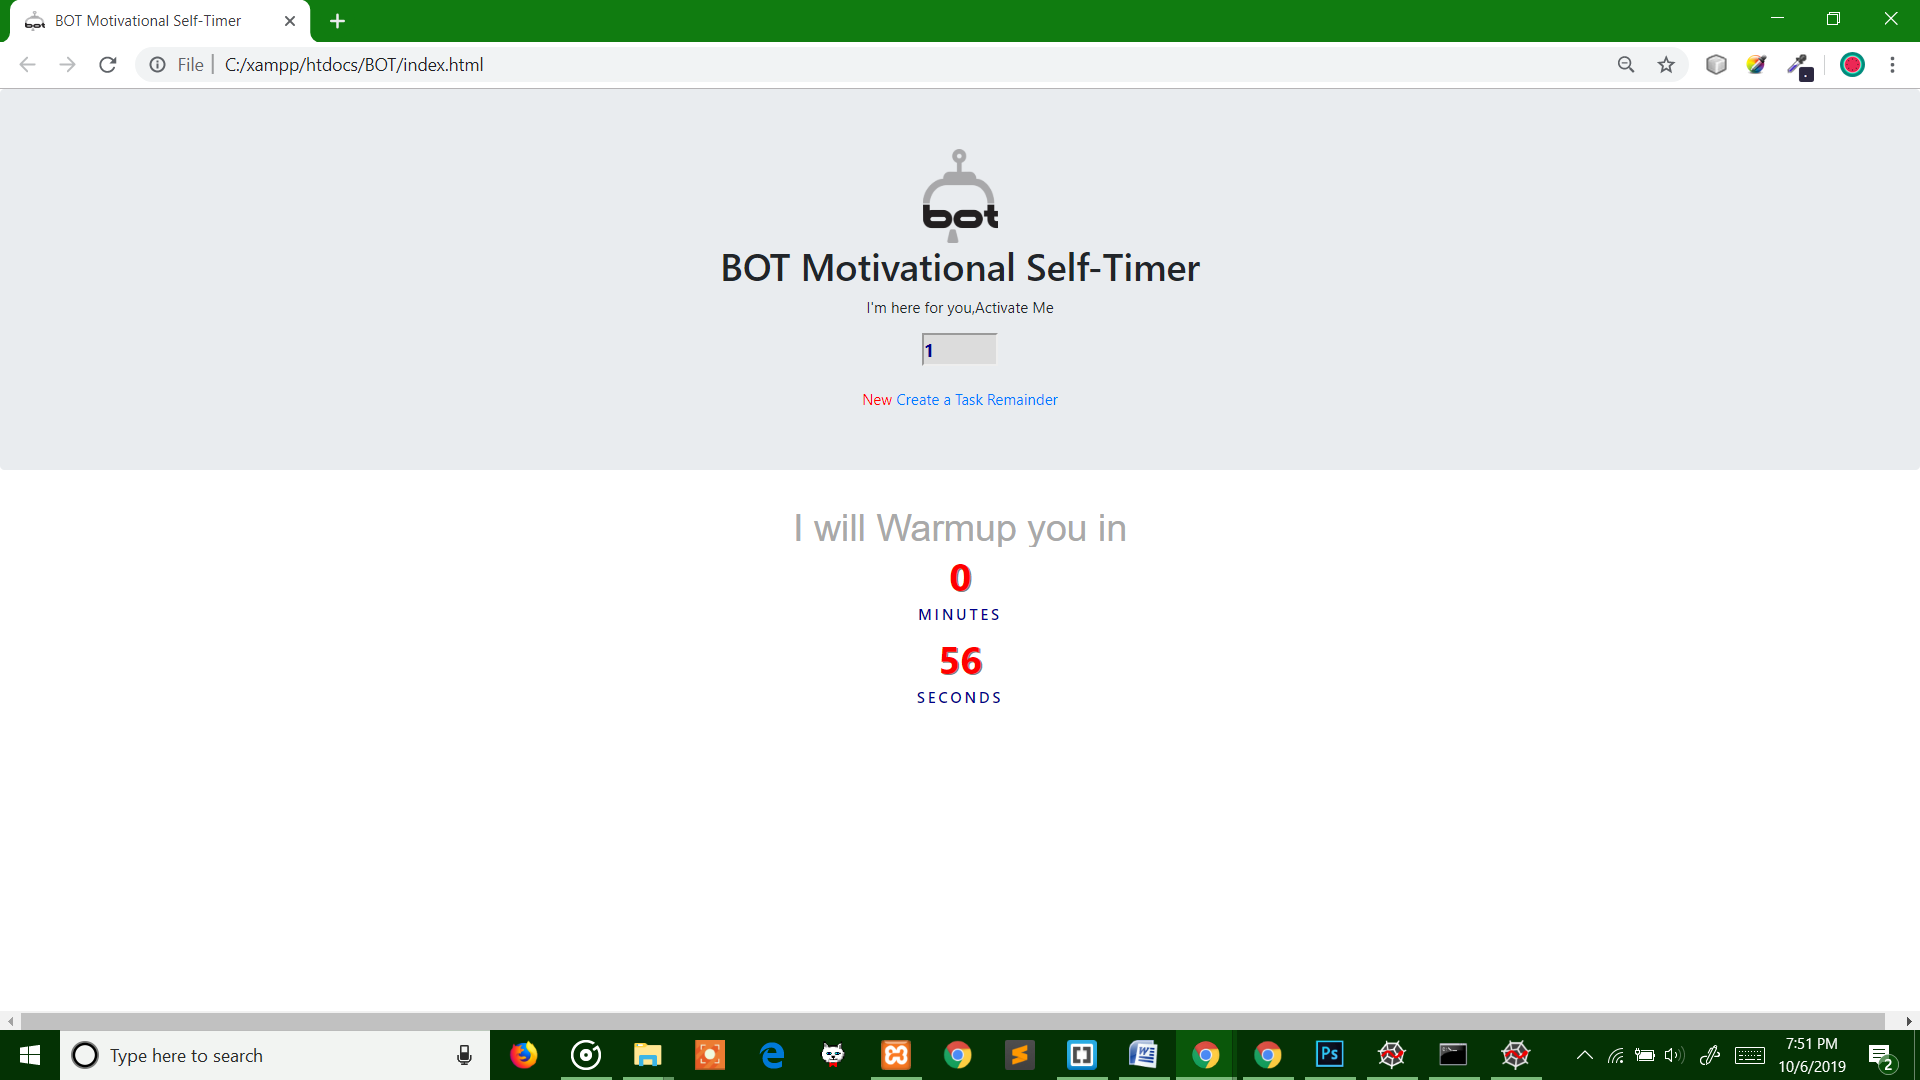 BOT Motivational Self-Timer
File
C:/xampp/htdocs/BOT/index.html
bot
BOT Motivational Self-Timer
I'm here for you,Activate Me
1
New Create a Task Remainder
I will Warmup you in
0
MINUTES
56
SECONDS
Type here to search
Ps
7:51 PM
10/6/2019
2